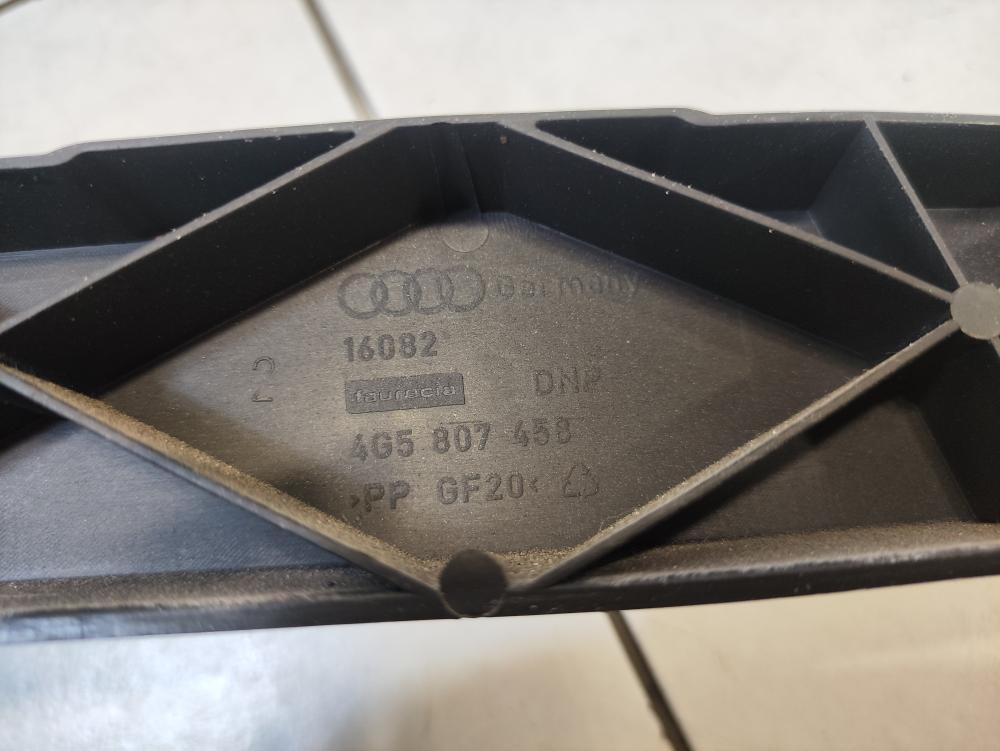 Germany
16082
2
faurecia DNP
4G5 807 458
>PP GF20<